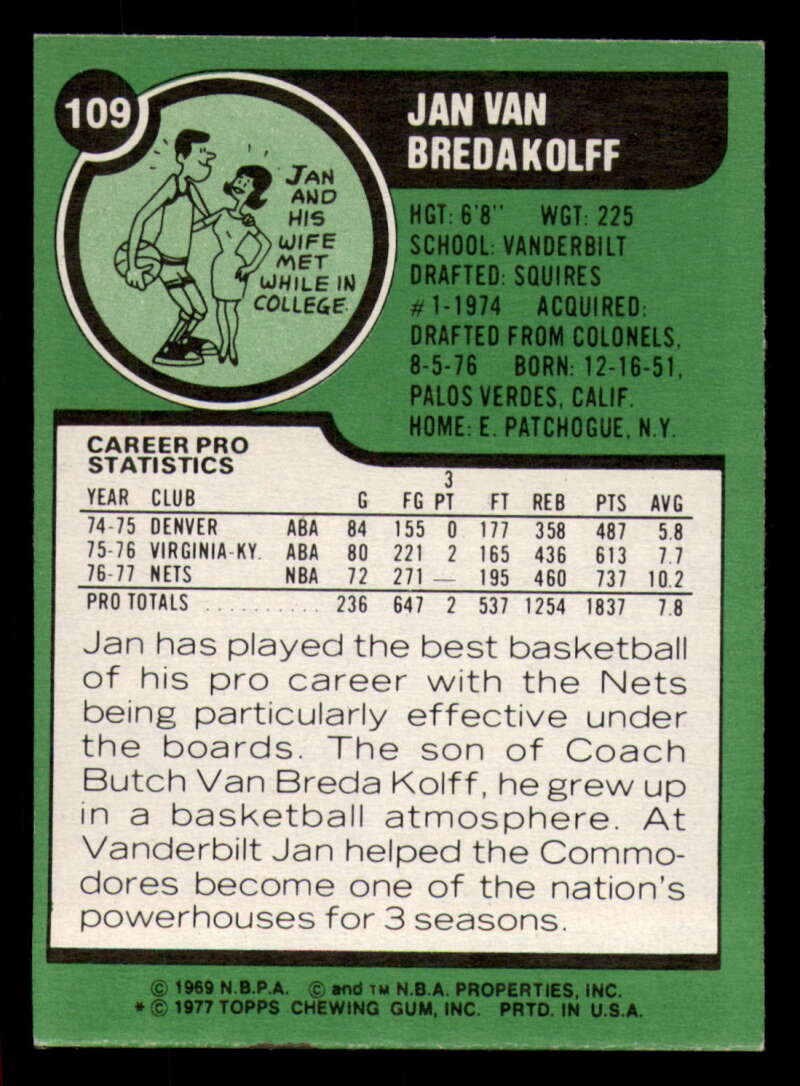 109
JAN VAN
BREDA KOLFF
JAN
AND
HIS
WIFE
MET
WHILE IN
COLLEGE.
HGT: 6'8" WGT: 225
SCHOOL: VANDERBILT
DRAFTED: SQUIRES
#1-1974 ACQUIRED:
DRAFTED FROM COLONELS,
8-5-76 BORN: 12-16-51,
PALOS VERDES, CALIF.
HOME: E. PATCHOGUE, N.Y.
CAREER PRO
STATISTICS
3
YEAR CLUB G FG PT FT REB PTS AVG
74-75 DENVER ABA 84 155 0 177 358 487 5.8
75-76 VIRGINIA-KY. ABA 80 221 2 165 436 613 7.7
76-77 NETS NBA 72 271 — 195 460 737 10.2
PRO TOTALS .......... 236 647 2 537 1254 1837 7.8
Jan has played the best basketball
of his pro career with the Nets
being particularly effective under
the boards. The son of Coach
Butch Van Breda Kolff, he grew up
in a basketball atmosphere. At
Vanderbilt Jan helped the Commo-
dores become one of the nation's
powerhouses for 3 seasons.
© 1969 N.B.P.A. © and TM N.B.A. PROPERTIES, INC.
* © 1977 TOPPS CHEWING GUM, INC. PRTD. IN U.S.A.